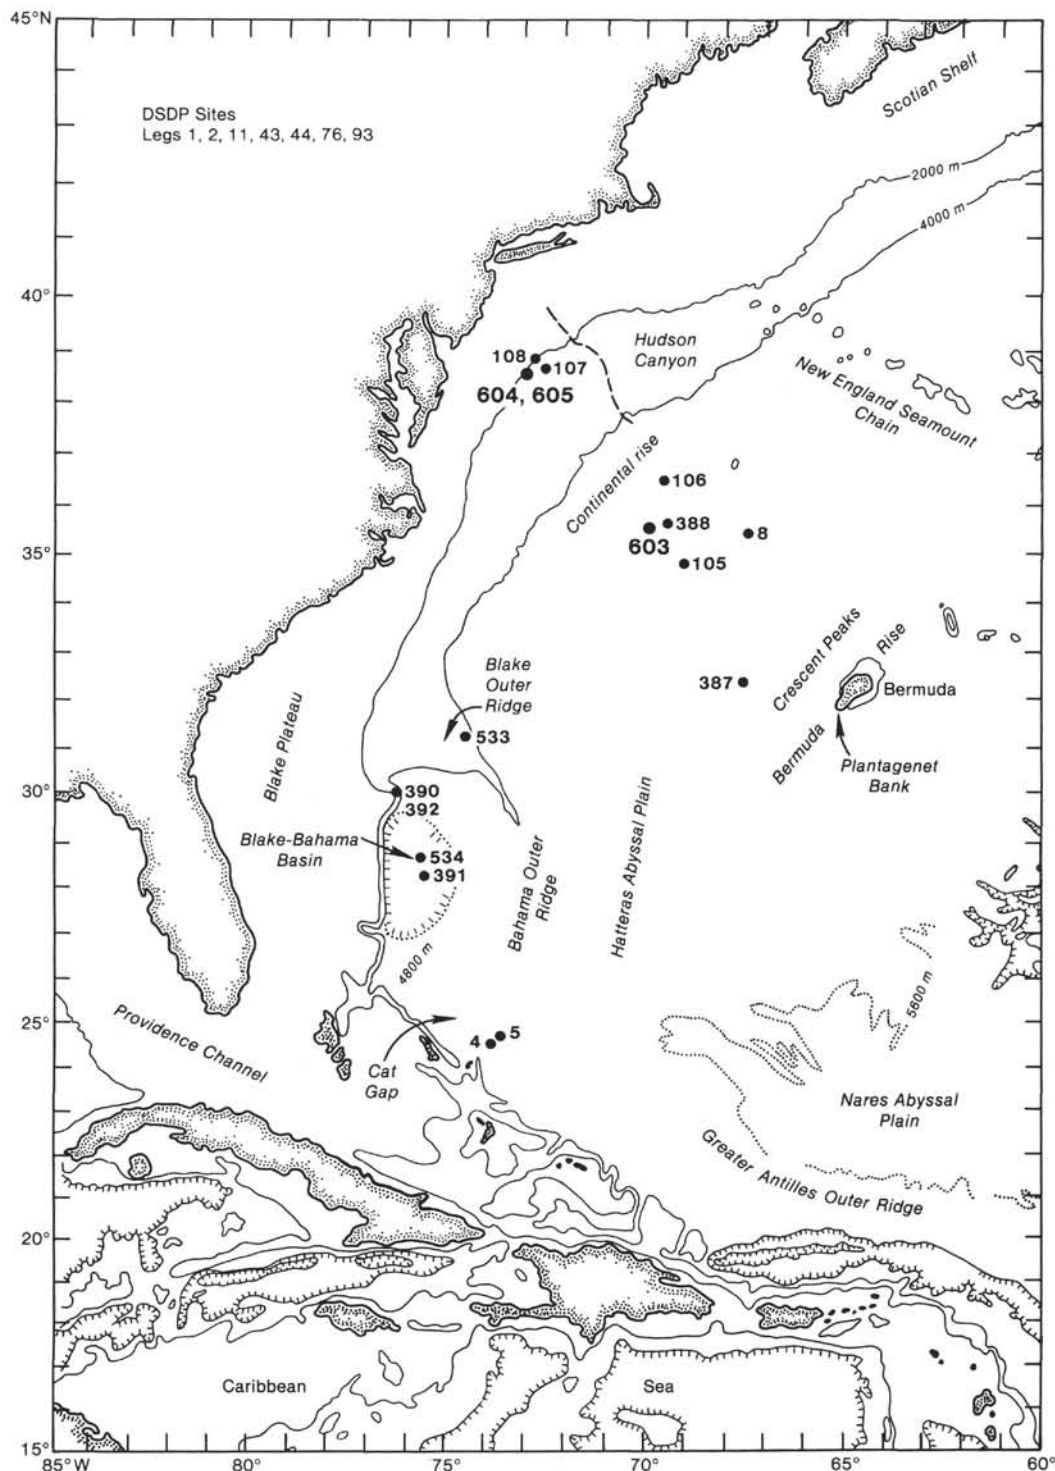 45°N
DSDP Sites
Legs 1, 2, 11, 43, 44, 76, 93
Scotian Shelf
2000 m
4000 m
40°
Hudson
Canyon
108
107
604, 605
New England Seamount
Chain
Continental rise
106
388
8
603
35°
105
Crescent Peaks
Rise
Bermuda
387
Bermuda
Plantagenet
Bank
Blake
Outer
Ridge
533
Blake Plateau
30°
390
392
Blake-Bahama
Basin
534
391
Bahama Outer
Ridge
Hatteras Abyssal Plain
4800 m
5600 m
25°
Providence Channel
4
5
Cat
Gap
Nares Abyssal
Plain
Greater Antilles Outer Ridge
20°
Caribbean
Sea
15°
85°W
80°
75°
70°
65°
60°